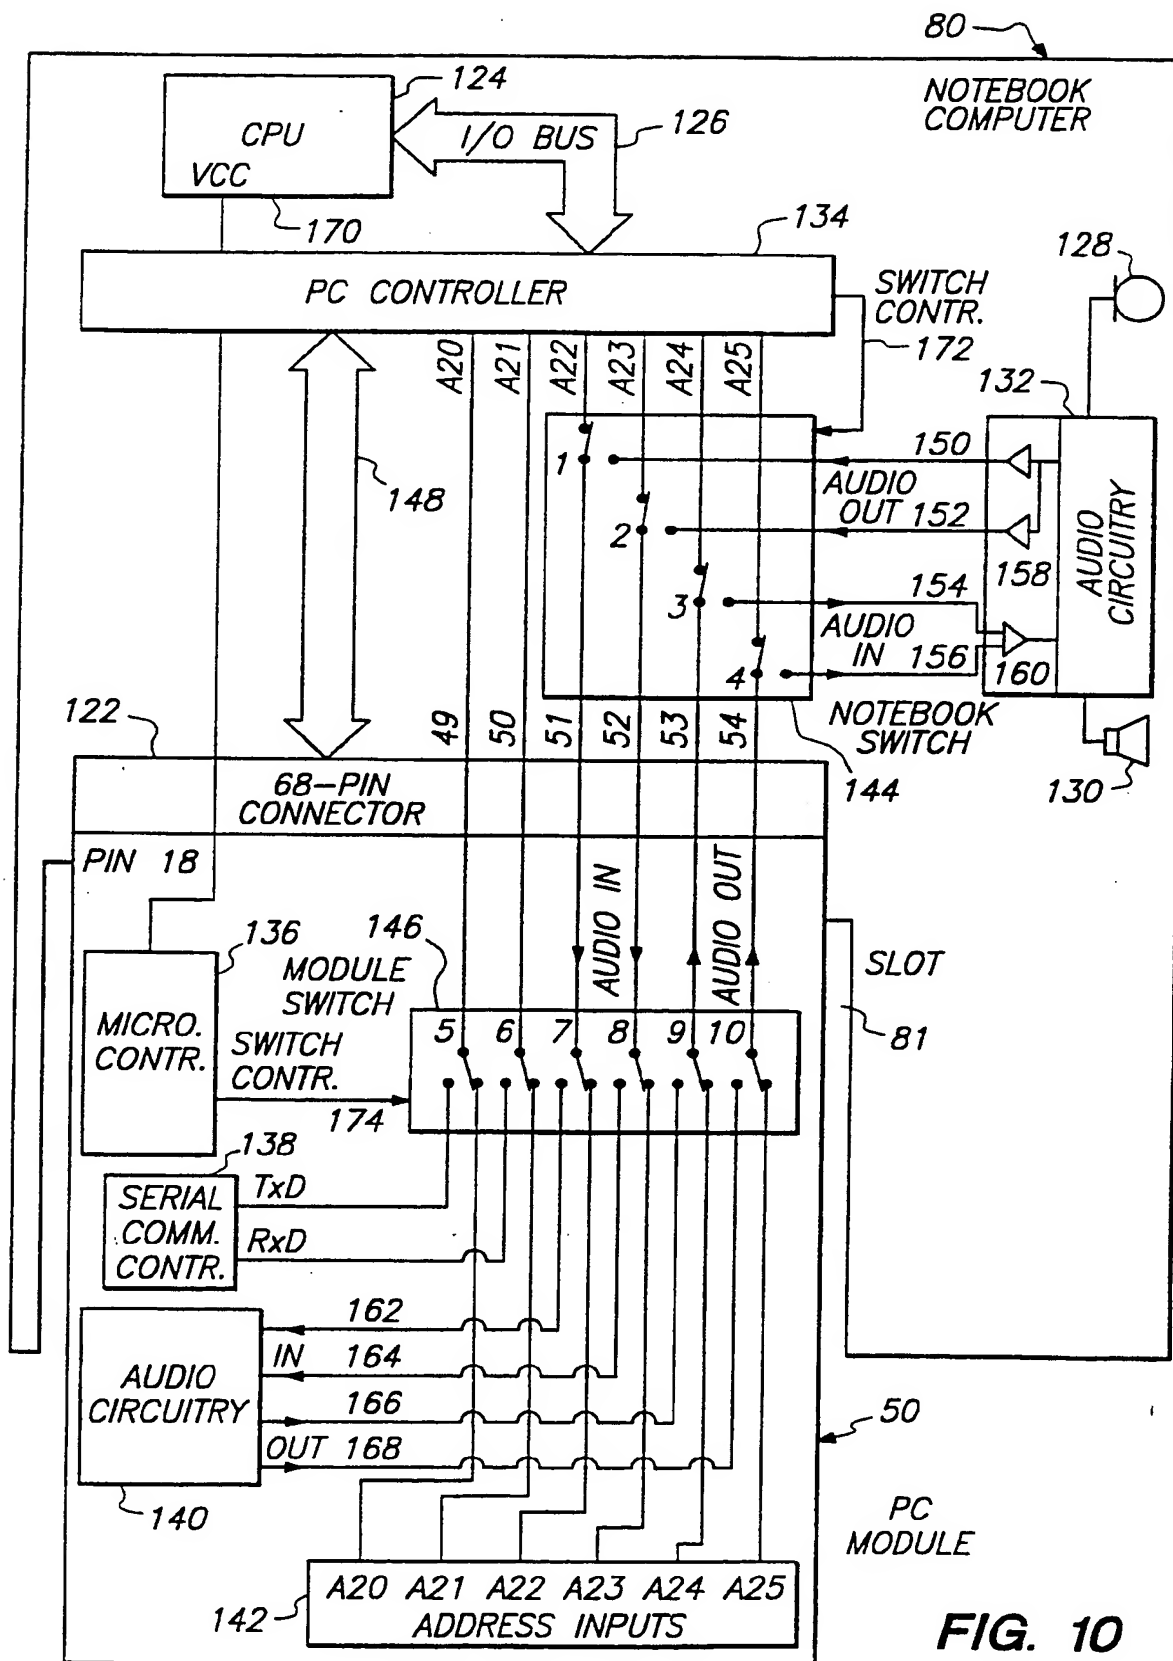 80
NOTEBOOK
COMPUTER
124
CPU
VCC
I/O BUS
126
170
134
PC CONTROLLER
128
SWITCH
CONTR.
172
A20
A21
A22
A23
A24
A25
132
148
1
150
AUDIO
OUT
152
2
158
3
154
AUDIO
IN
156
4
160
AUDIO
CIRCUITRY
122
49
50
51
52
53
54
NOTEBOOK
SWITCH
144
130
68-PIN
CONNECTOR
PIN 18
AUDIO IN
AUDIO OUT
136
146
MODULE
SWITCH
SLOT
81
MICRO.
CONTR.
SWITCH
CONTR.
174
5
6
7
8
9
10
138
SERIAL
COMM.
CONTR.
TxD
RxD
162
IN
164
AUDIO
CIRCUITRY
166
OUT
168
50
140
PC
MODULE
142
A20 A21 A22 A23 A24 A25
ADDRESS INPUTS
FIG. 10